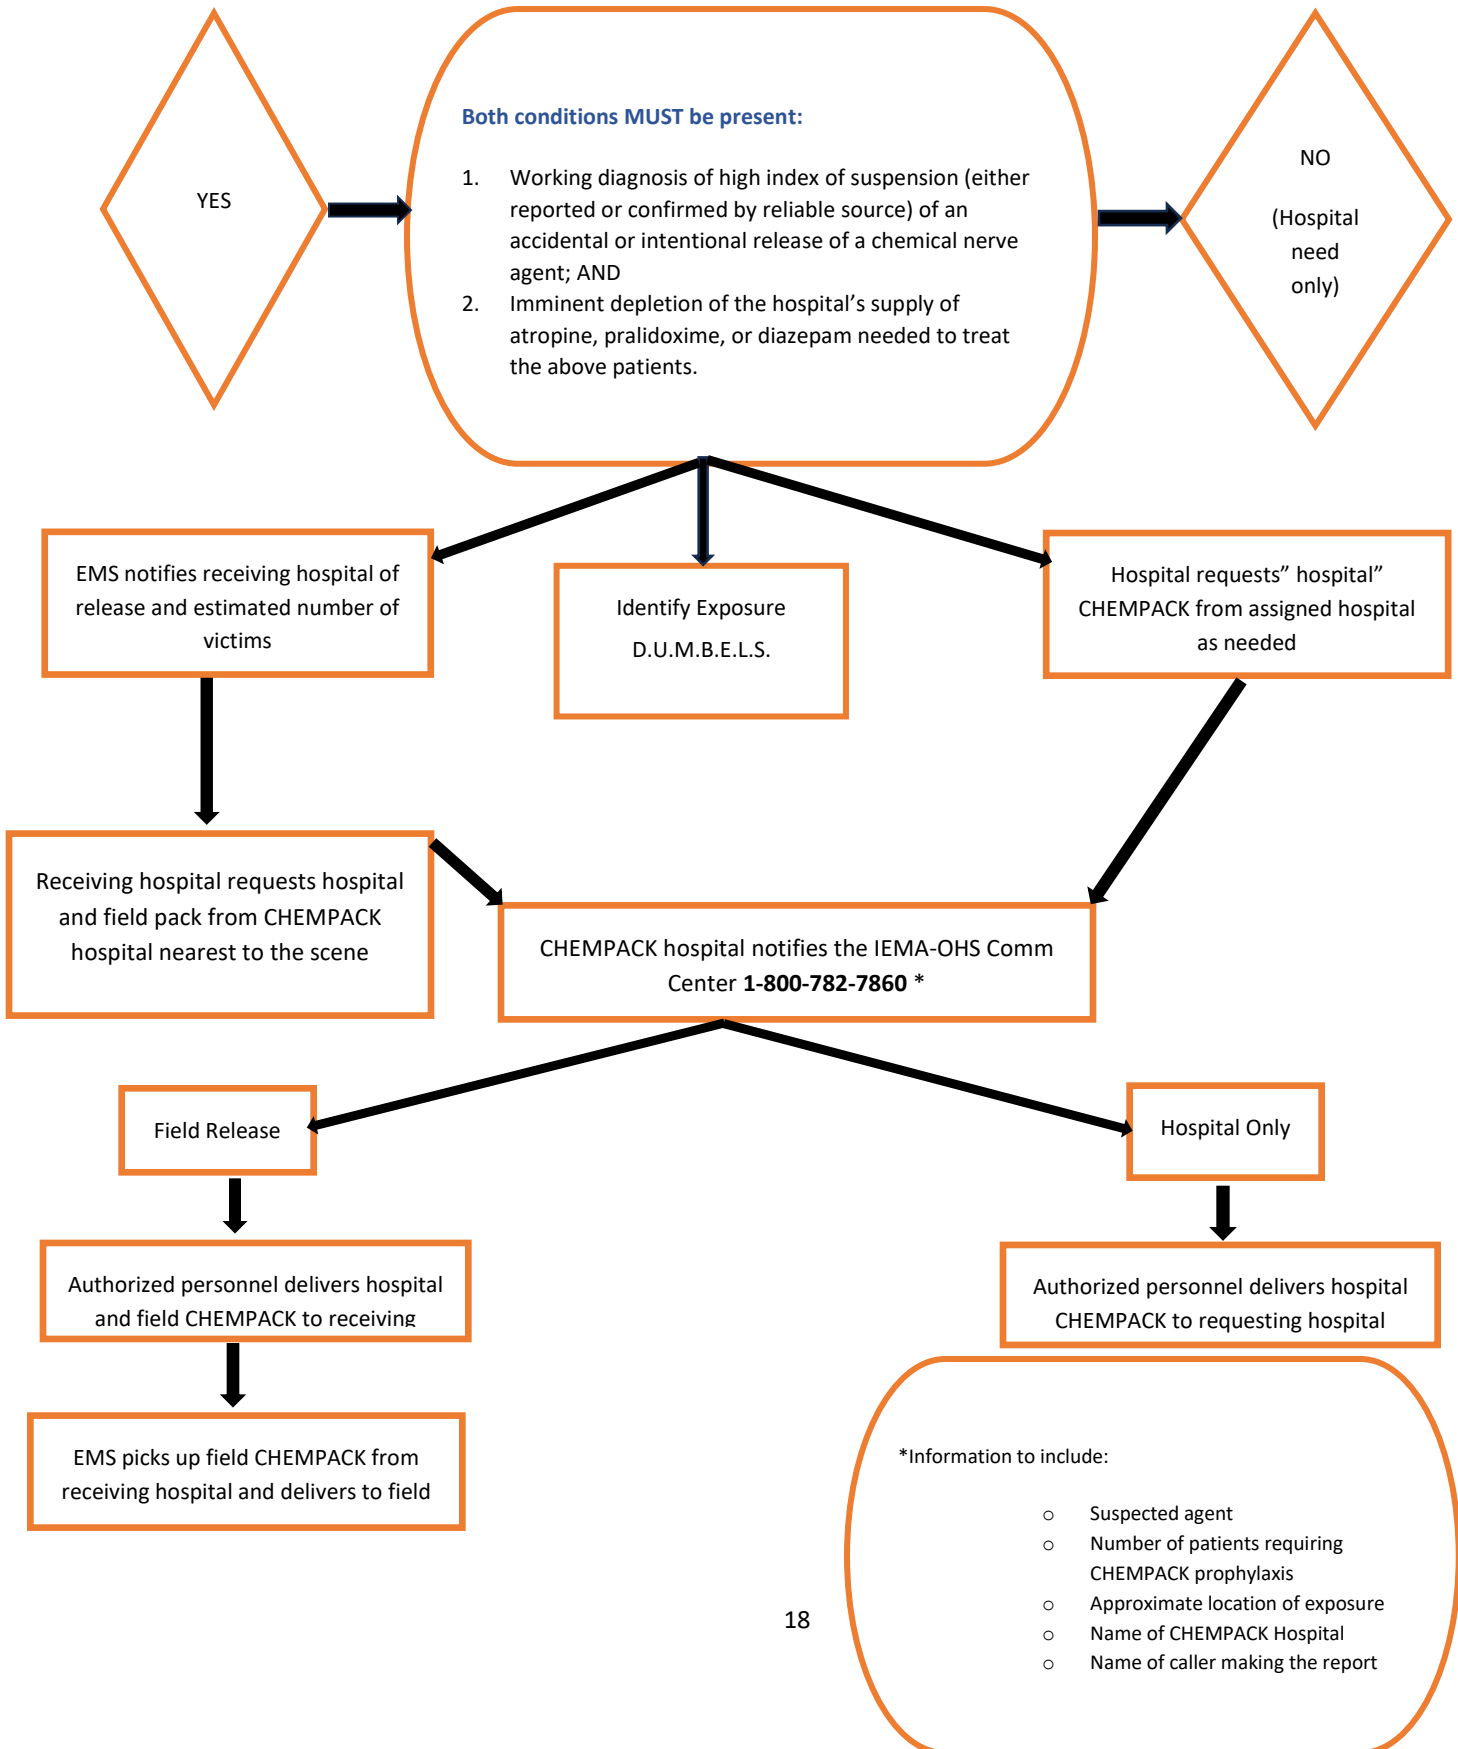 YES
Both conditions MUST be present:
1. Working diagnosis of high index of suspension (either
reported or confirmed by reliable source) of an
accidental or intentional release of a chemical nerve
agent; AND
2. Imminent depletion of the hospital’s supply of
atropine, pralidoxime, or diazepam needed to treat
the above patients.
NO
(Hospital
need
only)
EMS notifies receiving hospital of
release and estimated number of
victims
Identify Exposure
D.U.M.B.E.L.S.
Hospital requests” hospital”
CHEMPACK from assigned hospital
as needed
Receiving hospital requests hospital
and field pack from CHEMPACK
hospital nearest to the scene
CHEMPACK hospital notifies the IEMA-OHS Comm
Center 1-800-782-7860 *
Field Release
Hospital Only
Authorized personnel delivers hospital
and field CHEMPACK to receiving
Authorized personnel delivers hospital
CHEMPACK to requesting hospital
EMS picks up field CHEMPACK from
receiving hospital and delivers to field
*Information to include:
o Suspected agent
o Number of patients requiring
CHEMPACK prophylaxis
o Approximate location of exposure
o Name of CHEMPACK Hospital
o Name of caller making the report
18